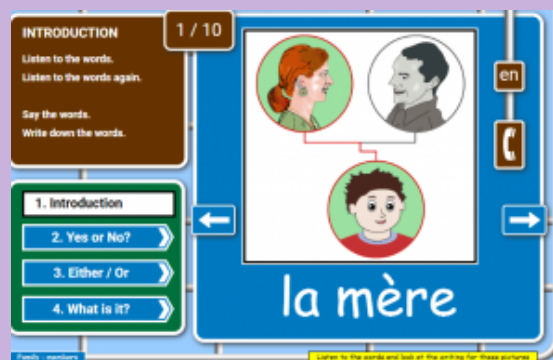 INTRODUCTION
Listen to the words.
Listen to the words again.
Say the words.
Write down the words.
1 / 10
en
1. Introduction
2. Yes or No?
3. Either / Or
4. What is it?
la mère
Family - members
Listen to the words and look at the writing for these pictures